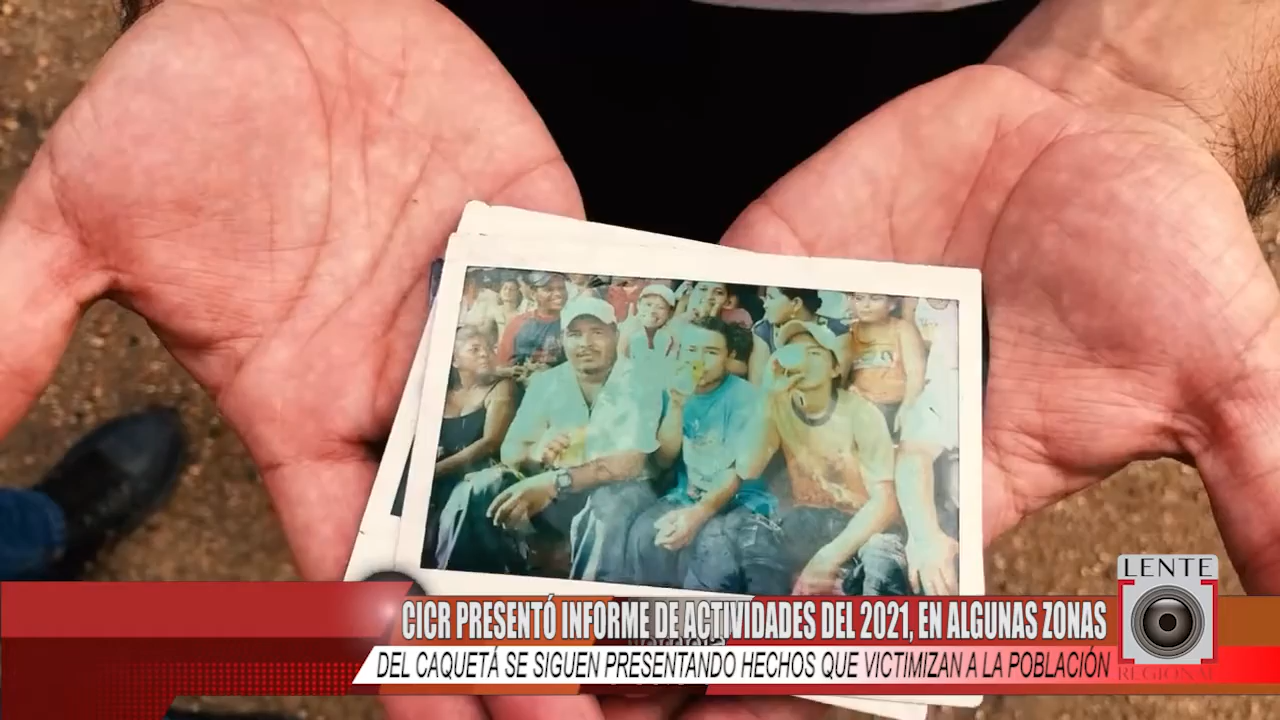 CICR PRESENTÓ INFORME DE ACTIVIDADES DEL 2021, EN ALGUNAS ZONAS
DEL CAQUETÁ SE SIGUEN PRESENTANDO HECHOS QUE VICTIMIZAN A LA POBLACIÓN
LENTE
REGIONAL